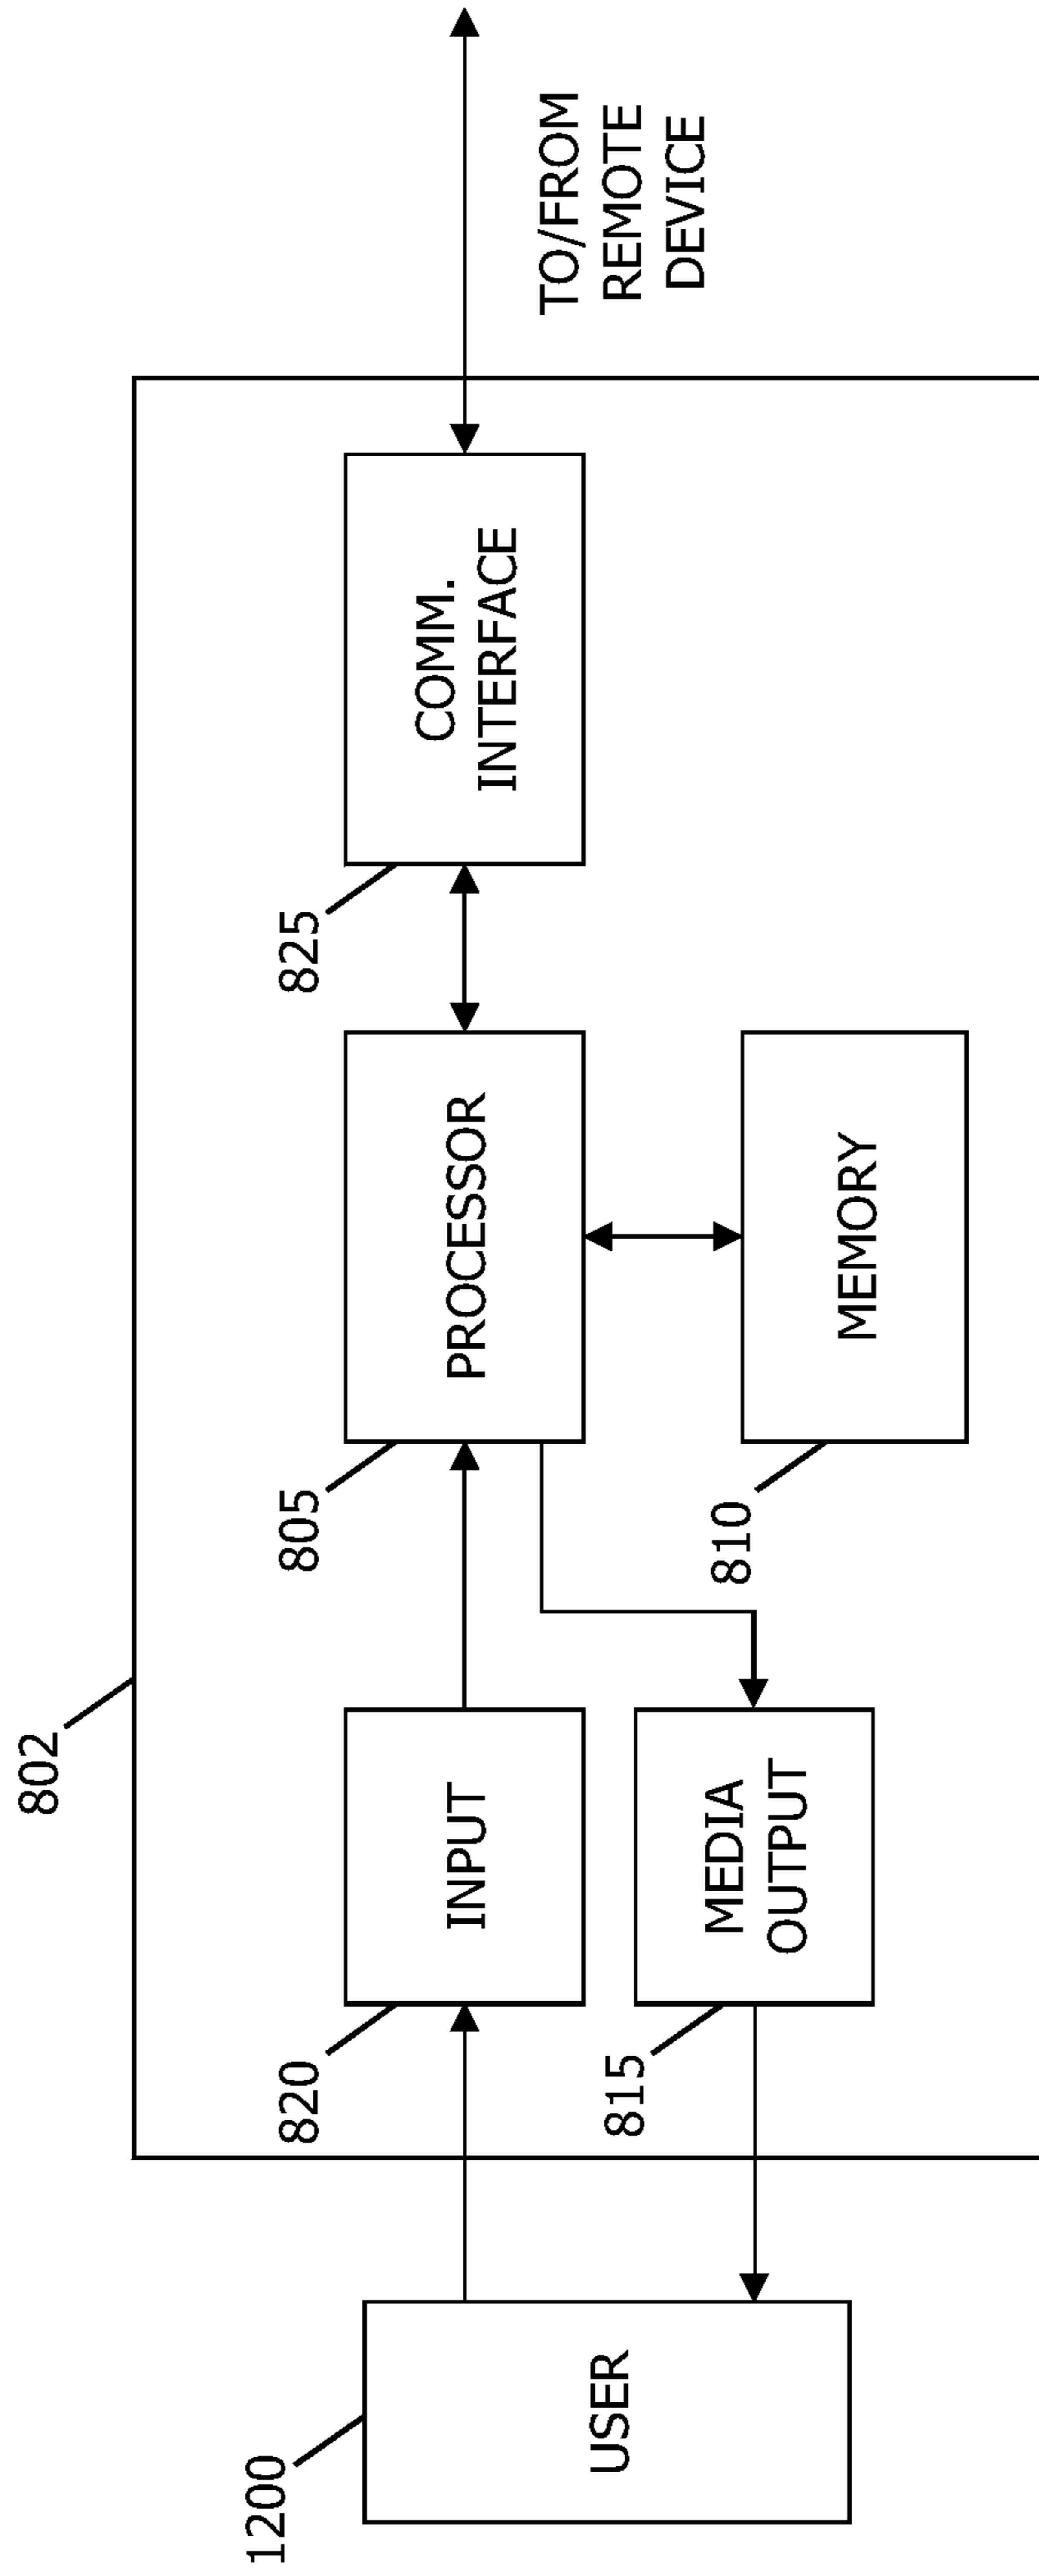 802
820
805
825
INPUT
PROCESSOR
COMM.
INTERFACE
TO/FROM
REMOTE
DEVICE
1200
USER
815
MEDIA
OUTPUT
810
MEMORY